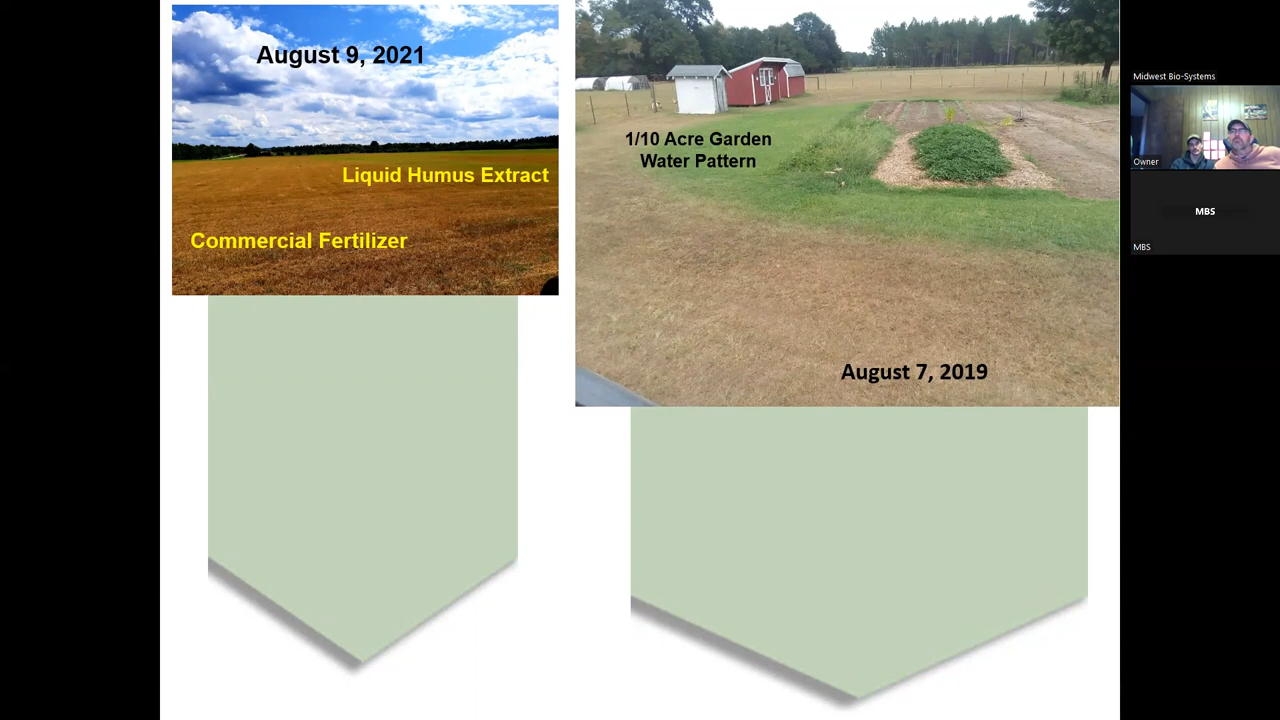 August 9, 2021
Liquid Humus Extract
Commercial Fertilizer
1/10 Acre Garden
Water Pattern
August 7, 2019
Midwest Bio-Systems
Owner
MBS
MBS